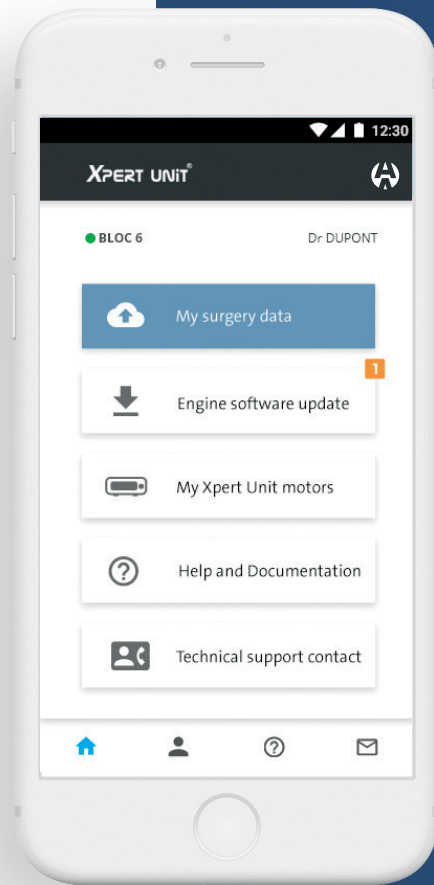 12:30
XPERT UNIT®
BLOC 6 Dr DUPONT
My surgery data
1
Engine software update
My Xpert Unit motors
Help and Documentation
Technical support contact